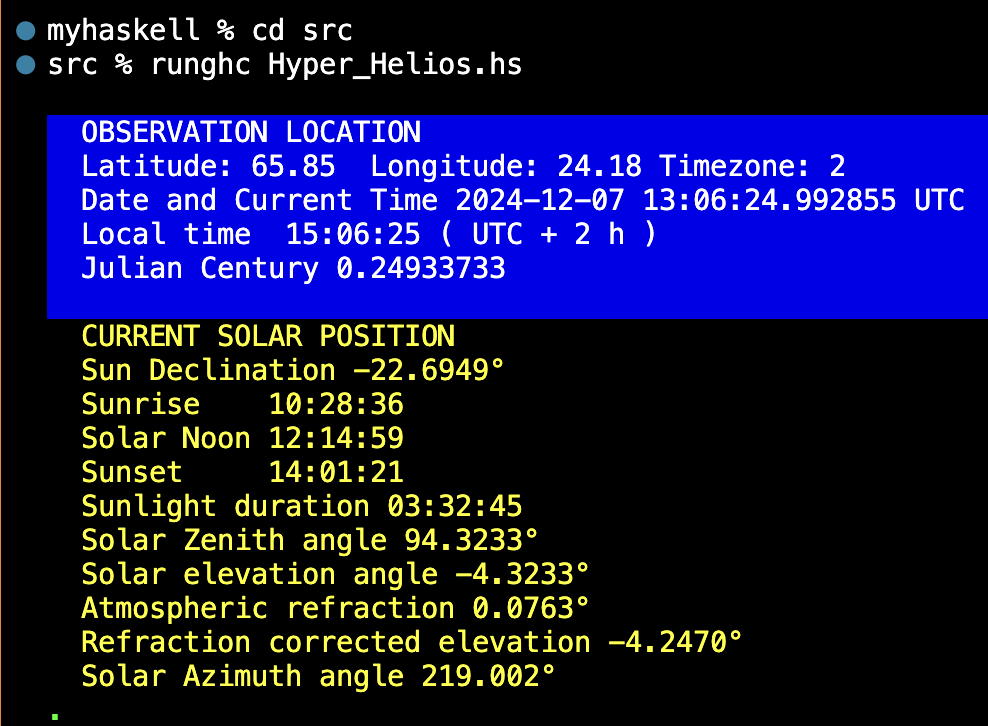 myhaskell % cd src
src % runghc Hyper_Helios.hs
OBSERVATION LOCATION
Latitude: 65.85  Longitude: 24.18 Timezone: 2
Date and Current Time 2024-12-07 13:06:24.992855 UTC
Local time  15:06:25 ( UTC + 2 h )
Julian Century 0.24933733
CURRENT SOLAR POSITION
Sun Declination -22.6949°
Sunrise    10:28:36
Solar Noon 12:14:59
Sunset     14:01:21
Sunlight duration 03:32:45
Solar Zenith angle 94.3233°
Solar elevation angle -4.3233°
Atmospheric refraction 0.0763°
Refraction corrected elevation -4.2470°
Solar Azimuth angle 219.002°